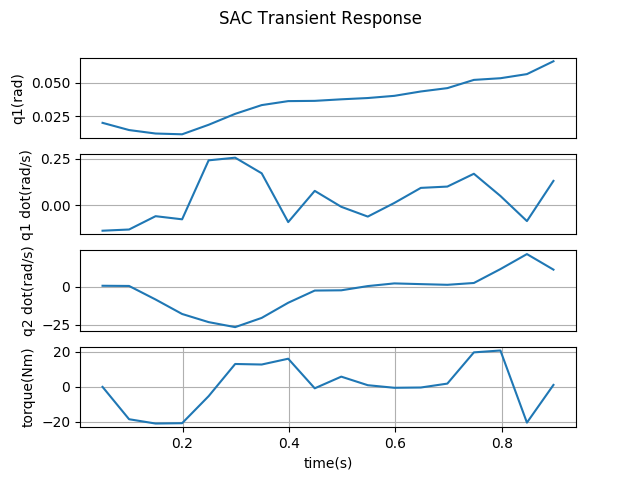 SAC Transient Response
q1(rad)
0.050
0.025
q1 dot(rad/s)
0.25
0.00
q2 dot(rad/s)
0
−25
torque(Nm)
20
0
−20
0.2 0.4 0.6 0.8
time(s)